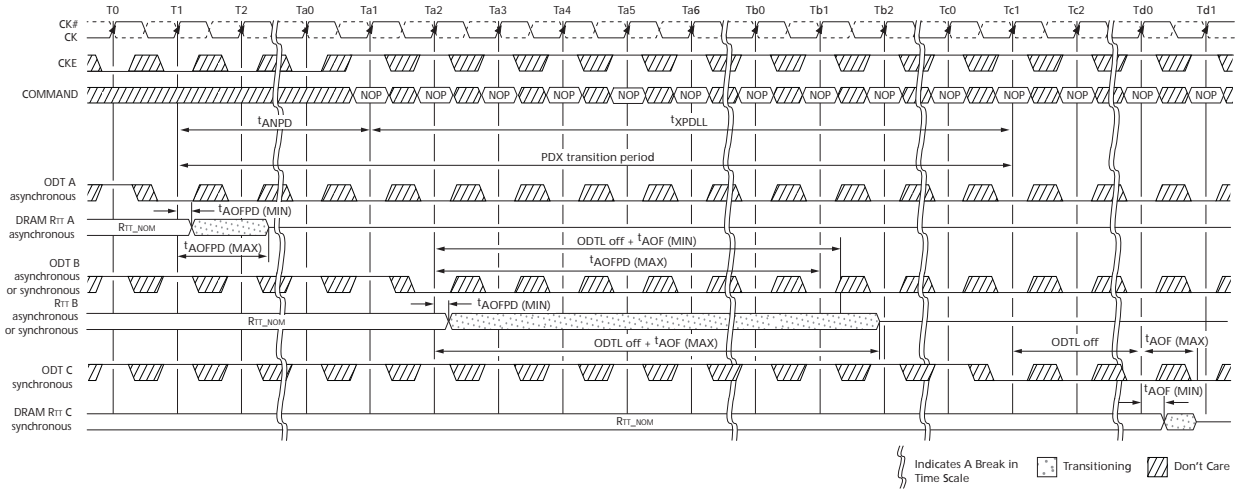 T0 T1 T2 Ta0 Ta1 Ta2 Ta3 Ta4 Ta5 Ta6 Tb0 Tb1 Tb2 Tc0 Tc1 Tc2 Td0 Td1
CK#
CK
CKE
COMMAND NOP NOP NOP NOP NOP NOP NOP NOP NOP NOP NOP NOP NOP NOP
tANPD tXPDLL
PDX transition period
ODT A
asynchronous
tAOFPD (MIN)
DRAM RTT A
asynchronous
RTT_NOM
tAOFPD (MAX)
ODTL off + tAOF (MIN)
tAOFPD (MAX)
ODT B
asynchronous
or synchronous
tAOFPD (MIN)
RTT B
asynchronous
or synchronous
RTT_NOM
ODTL off + tAOF (MAX)
ODTL off tAOF (MAX)
ODT C
synchronous
tAOF (MIN)
DRAM RTT C
synchronous
RTT_NOM
Indicates A Break in
Time Scale
Transitioning
Don't Care